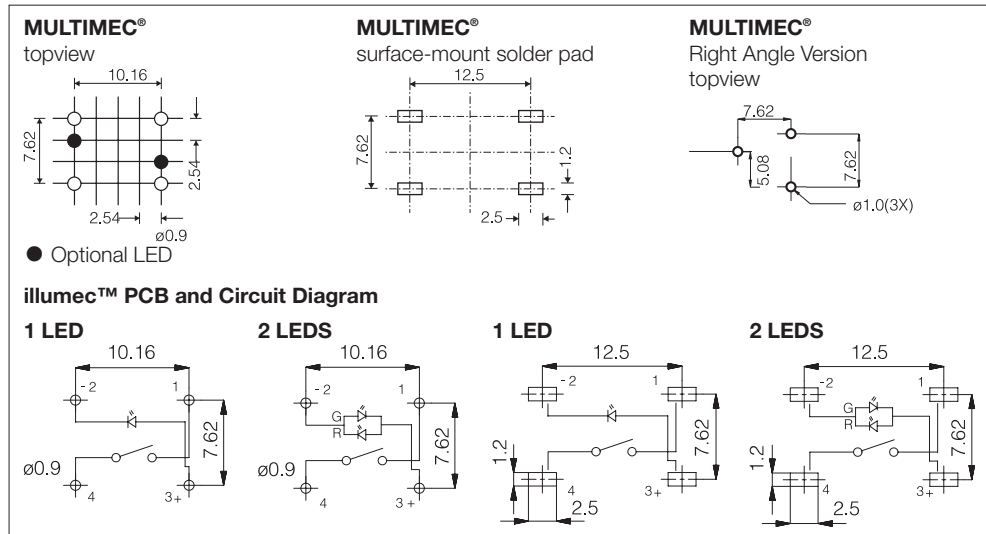 MULTIMEC®
topview
10.16
7.62
2.54
2.54
ø0.9
● Optional LED
MULTIMEC®
surface-mount solder pad
12.5
7.62
1.2
2.5
MULTIMEC®
Right Angle Version
topview
7.62
5.08
7.62
ø1.0(3X)
illumec™ PCB and Circuit Diagram
1 LED
10.16
- 2
1
7.62
ø0.9
4
3+
2 LEDS
10.16
- 2
1
G
R
7.62
ø0.9
4
3+
1 LED
12.5
- 2
1
7.62
1.2
4
3+
2.5
2 LEDS
12.5
- 2
1
G
R
7.62
1.2
4
3+
2.5